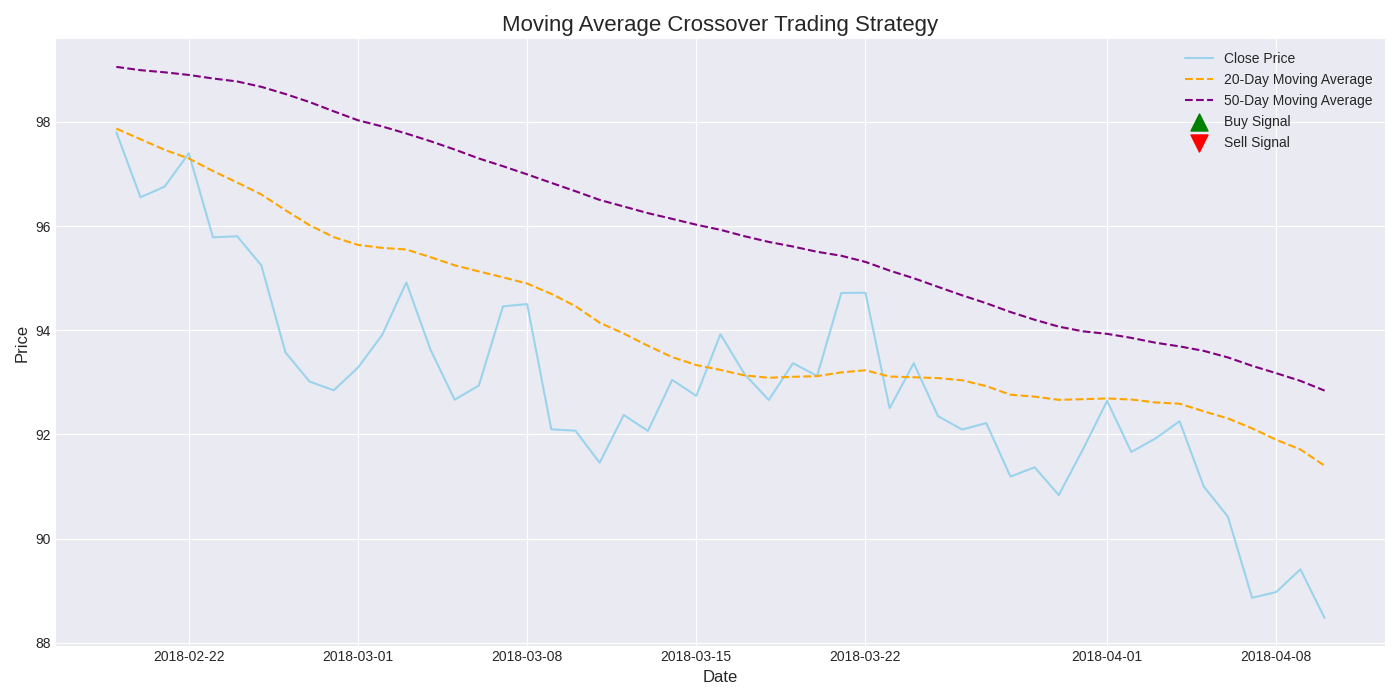 Moving Average Crossover Trading Strategy
Close Price
20-Day Moving Average
50-Day Moving Average
Buy Signal
Sell Signal
Price
98
96
94
92
90
88
2018-02-22
2018-03-01
2018-03-08
2018-03-15
2018-03-22
2018-04-01
2018-04-08
Date